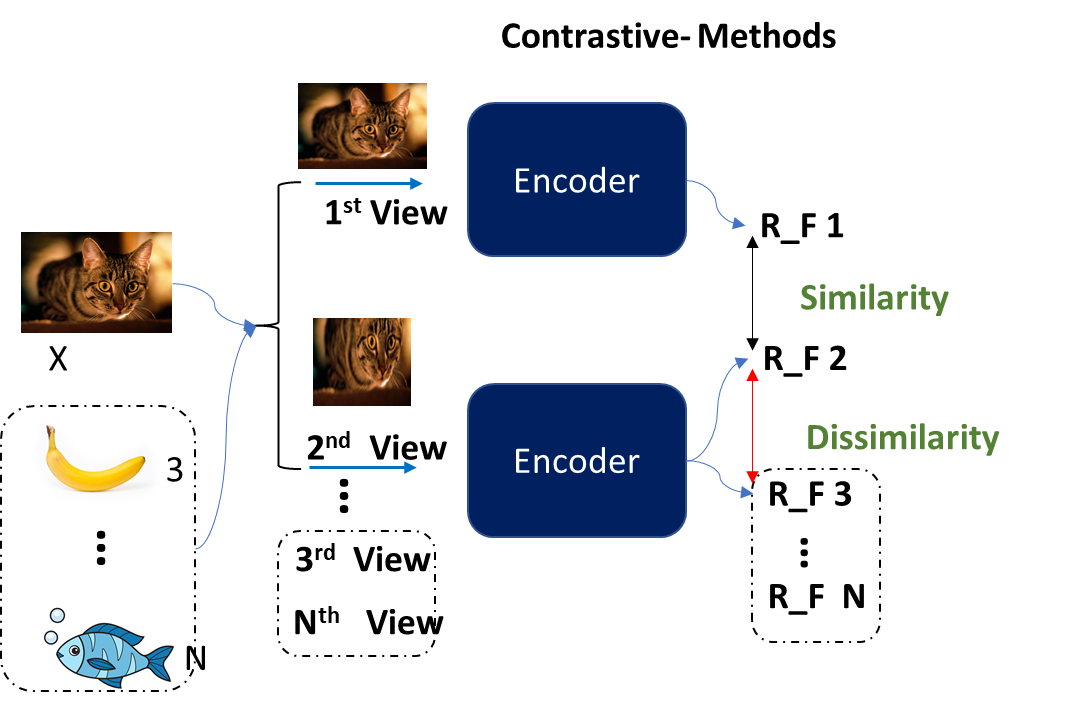 Contrastive- Methods
Encoder
1st View
R_F 1
Similarity
X
R_F 2
2nd View
Encoder
Dissimilarity
3
R_F 3
3rd View
R_F N
Nth View
N